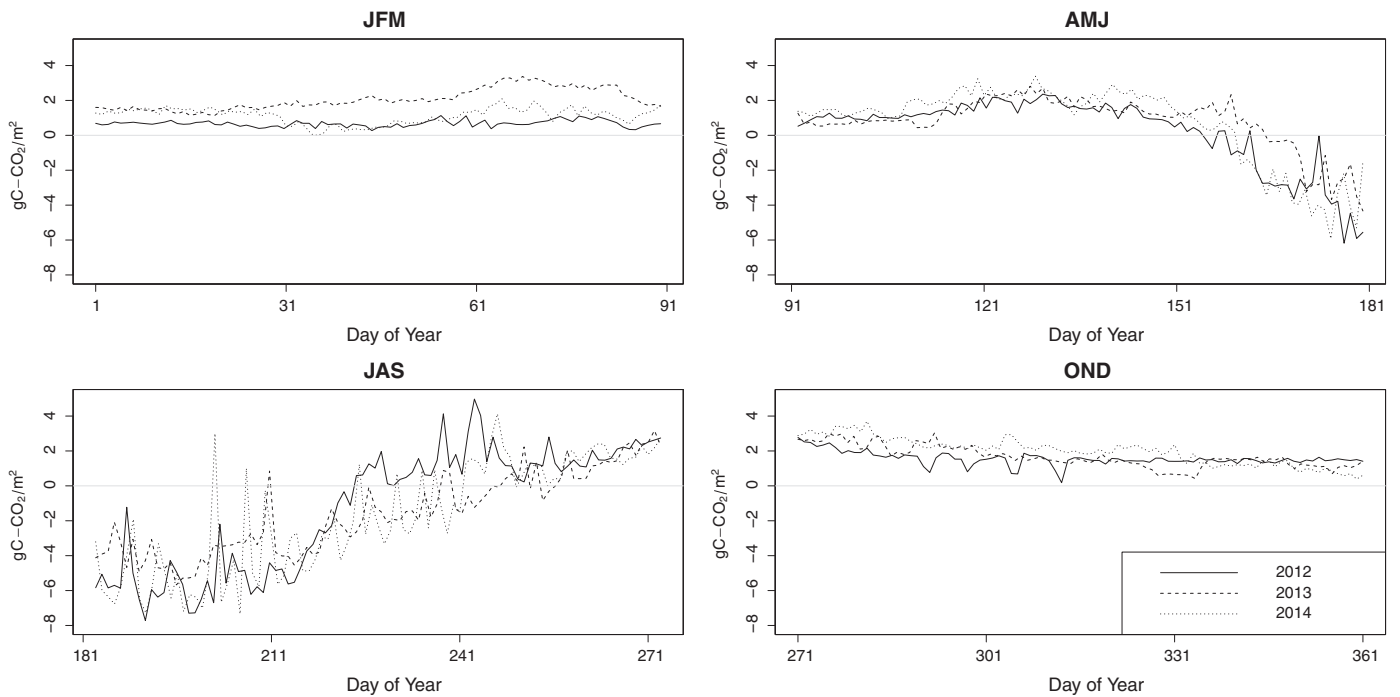 JFM
gC−CO₂/m²
4
2
0
−2
−4
−6
−8
1 31 61 91
Day of Year
AMJ
gC−CO₂/m²
4
2
0
−2
−4
−6
−8
91 121 151 181
Day of Year
JAS
gC−CO₂/m²
4
2
0
−2
−4
−6
−8
181 211 241 271
Day of Year
OND
gC−CO₂/m²
4
2
0
−2
−4
−6
−8
271 301 331 361
Day of Year
2012
2013
2014